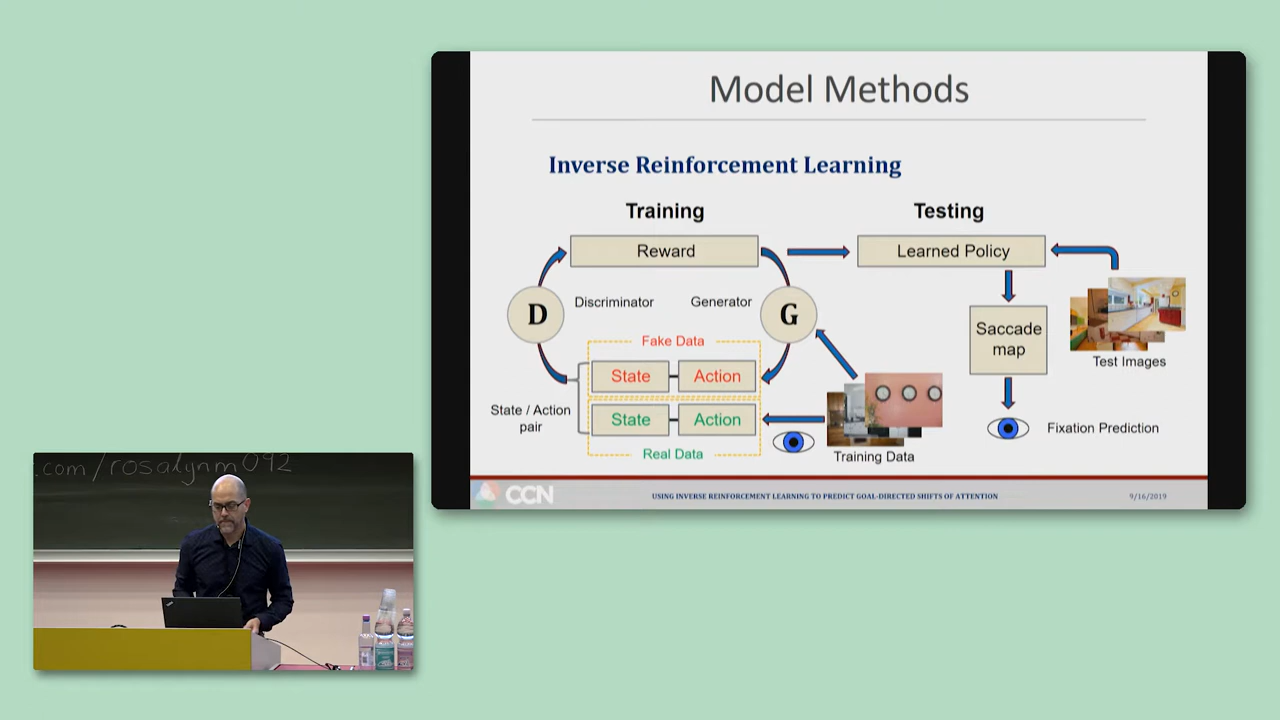 Model Methods
Inverse Reinforcement Learning
Training
Testing
Reward
Learned Policy
D
Discriminator
Generator
G
Fake Data
State
Action
State
Action
Real Data
State / Action
pair
Training Data
Saccade
map
Test Images
Fixation Prediction
CCN
USING INVERSE REINFORCEMENT LEARNING TO PREDICT GOAL-DIRECTED SHIFTS OF ATTENTION
9/16/2019
.com/rosalynm092